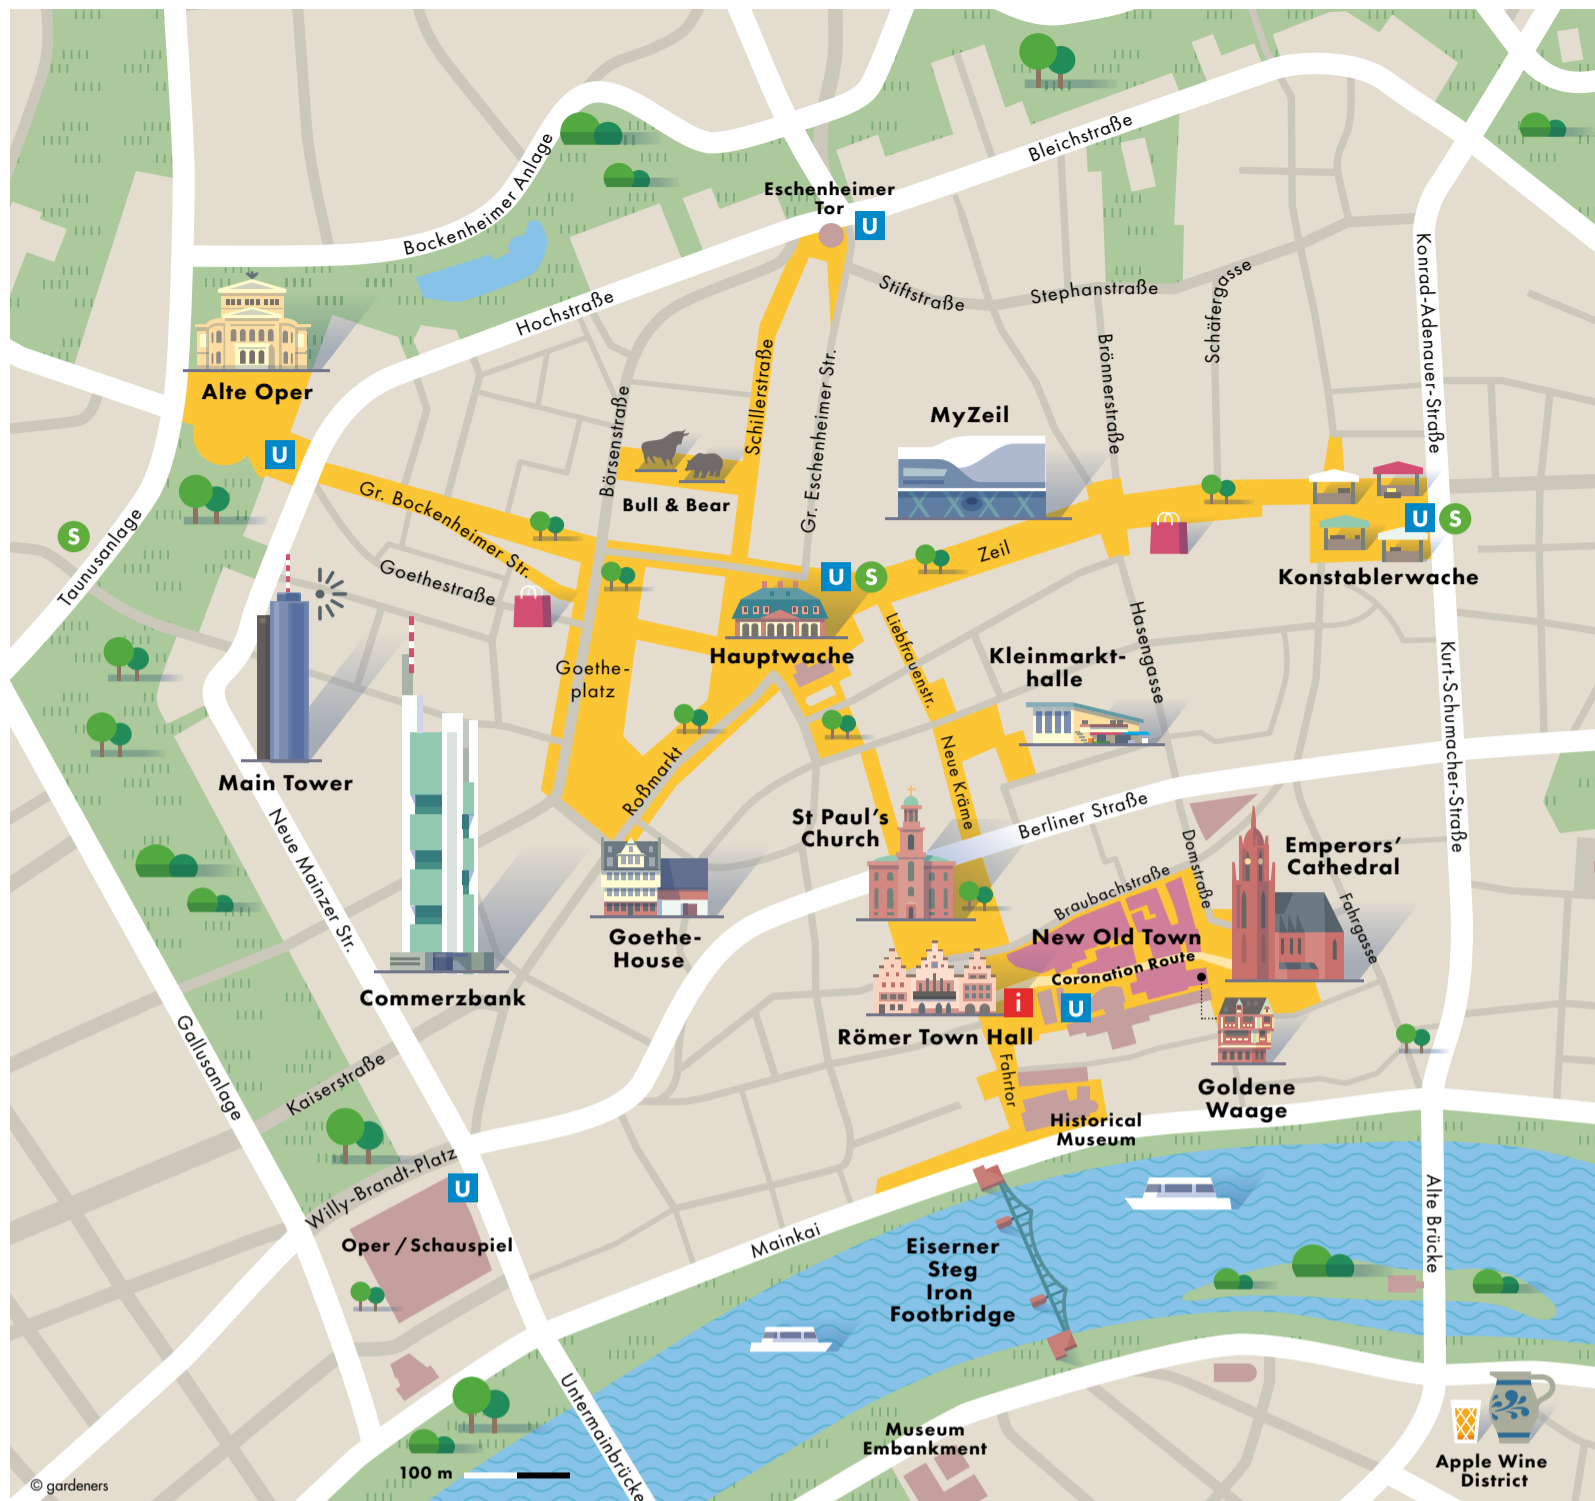 Eschenheimer
Tor
U
Bleichstraße
Bockenheimer Anlage
Hochstraße
Stiftstraße
Stephanstraße
Schäfergasse
Konrad-Adenauer-Straße
Alte Oper
U
Börsenstraße
Schillerstraße
Gr. Eschenheimer Str.
Brönnerstraße
MyZeil
Bull & Bear
Gr. Bockenheimer Str.
Goethestraße
S
Taunusanlage
Zeil
U
S
U
S
Konstablerwache
Hauptwache
Liebfrauenstr.
Hasengasse
Kleinmarkt-
halle
Kurt-Schumacher-Straße
Goethe-
platz
Roßmarkt
Neue Kräme
Main Tower
Neue Mainzer Str.
St Paul’s
Church
Berliner Straße
Domstraße
Emperors’
Cathedral
Braubachstraße
Fahrgasse
New Old Town
Coronation Route
Goethe-
House
Commerzbank
i
U
Römer Town Hall
Fahrtor
Goldene
Waage
Historical
Museum
Gallusanlage
Kaiserstraße
Willy-Brandt-Platz
U
Oper / Schauspiel
Mainkai
Alte Brücke
Eiserner
Steg
Iron
Footbridge
Untermainbrücke
Museum
Embankment
Apple Wine
District
100 m
© gardeners